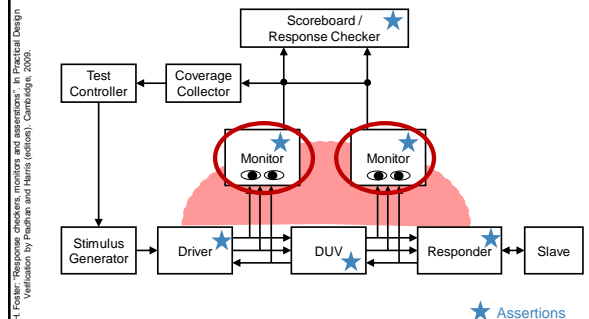 H. Foster: "Response checkers, monitors and asserstions". In Practical Design
Verification by Pradhan and Harris (editors). Cambridge, 2009.
Scoreboard /
Response Checker
Test
Controller
Coverage
Collector
Monitor
Monitor
Stimulus
Generator
Driver
DUV
Responder
Slave
Assertions